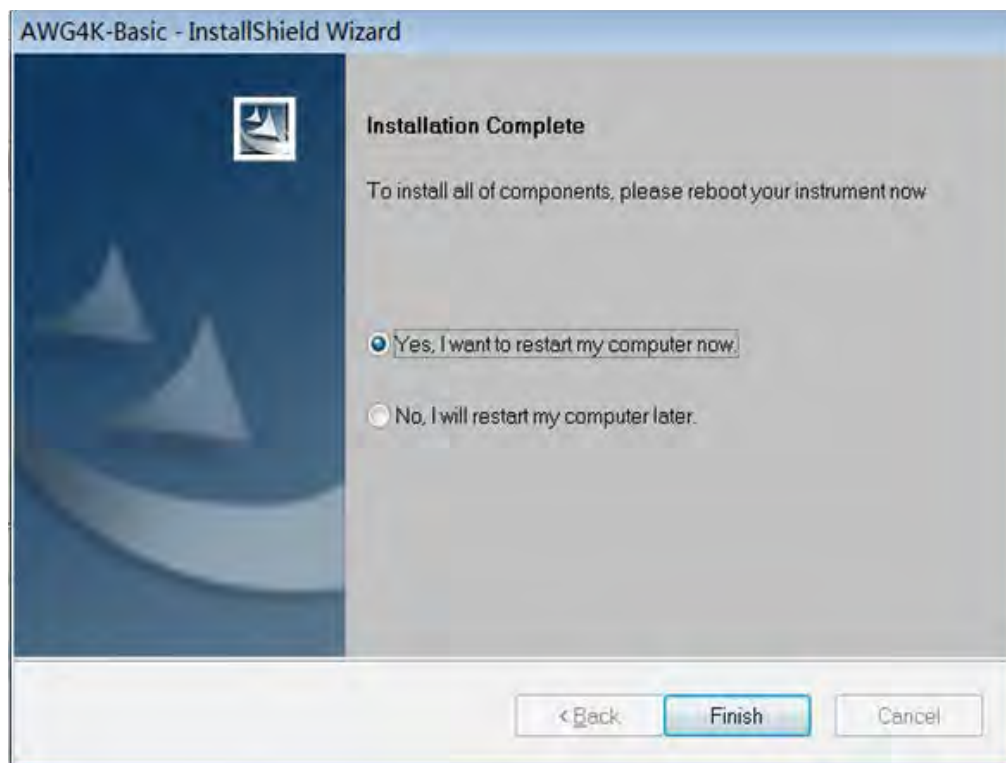 AWG4K-Basic - InstallShield Wizard
Installation Complete
To install all of components, please reboot your instrument now
Yes, I want to restart my computer now.
No, I will restart my computer later.
< Back
Finish
Cancel